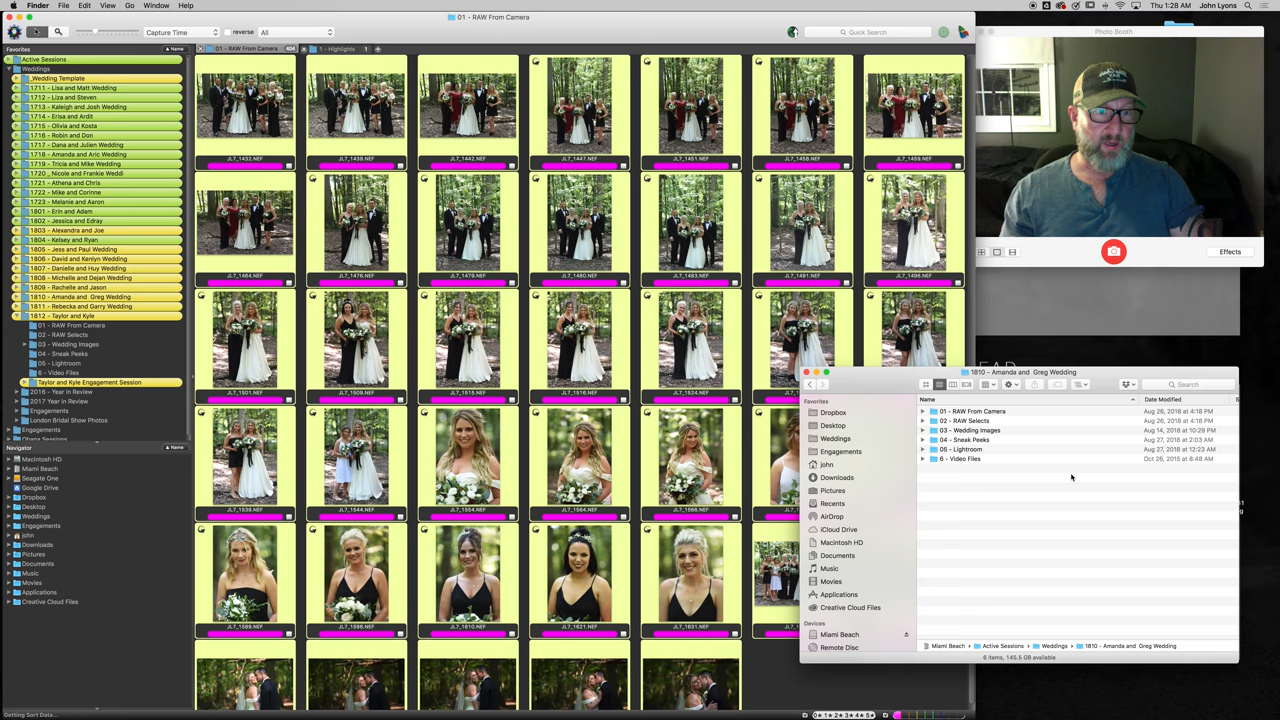 Finder File Edit View Go Window Help
Thu 1:28 AM John Lyons
01 - RAW From Camera
Photo Booth
Capture Time
reverse
All
Quick Search
Favorites
Name
01 - RAW From Camera 404
1 - Highlights 1
Active Sessions
Weddings
_Wedding Template
1711 - Lisa and Matt Wedding
1712 - Liza and Steven
1713 - Kaleigh and Josh Wedding
1714 - Erisa and Ardit
1715 - Olivia and Kosta
1716 - Robin and Don
1717 - Dana and Julien Wedding
1718 - Amanda and Aric Wedding
1719 - Tricia and Mike Wedding
1720 _ Nicole and Frankie Weddi
1721 - Athena and Chris
1722 - Mike and Corinne
1723 - Melanie and Aaron
1801 - Erin and Adam
1802 - Jessica and Edray
1803 - Alexandra and Joe
1804 - Kelsey and Ryan
1805 - Jess and Paul Wedding
1806 - David and Kenlyn Wedding
1807 - Danielle and Huy Wedding
1808 - Michelle and Dejan Wedding
1809 - Rachelle and Jason
1810 - Amanda and  Greg Wedding
1811 - Rebecka and Garry Wedding
1812 - Taylor and Kyle
01 - RAW From Camera
02 - RAW Selects
03 - Wedding Images
04 - Sneak Peeks
05 - Lightroom
6 - Video Files
Taylor and Kyle Engagement Session
2016 - Year in Review
2017 Year in Review
Engagements
London Bridal Show Photos
Engagements
Navigator
Name
Macintosh HD
Miami Beach
Seagate One
Google Drive
Dropbox
Desktop
Weddings
Engagements
john
Downloads
Pictures
Documents
Music
Movies
Applications
Creative Cloud Files
Getting Sort Data...
JL7_1432.NEF
JL7_1439.NEF
JL7_1442.NEF
JL7_1447.NEF
JL7_1451.NEF
JL7_1458.NEF
JL7_1459.NEF
JL7_1464.NEF
JL7_1476.NEF
JL7_1479.NEF
JL7_1480.NEF
JL7_1483.NEF
JL7_1491.NEF
JL7_1496.NEF
JL7_1501.NEF
JL7_1509.NEF
JL7_1515.NEF
JL7_1516.NEF
JL7_1524.NEF
JL7_1539.NEF
JL7_1544.NEF
JL7_1554.NEF
JL7_1564.NEF
JL7_1566.NEF
JL7_1589.NEF
JL7_1596.NEF
JL7_1610.NEF
JL7_1621.NEF
JL7_1631.NEF
Effects
1810 - Amanda and  Greg Wedding
Search
Favorites
Dropbox
Desktop
Weddings
Engagements
john
Downloads
Pictures
Recents
AirDrop
iCloud Drive
Macintosh HD
Documents
Music
Movies
Applications
Creative Cloud Files
Devices
Miami Beach
Remote Disc
Name Date Modified S
01 - RAW From Camera Aug 26, 2018 at 4:18 PM
02 - RAW Selects Aug 26, 2018 at 4:18 PM
03 - Wedding Images Aug 14, 2018 at 10:29 PM
04 - Sneak Peeks Aug 27, 2018 at 2:03 AM
05 - Lightroom Aug 27, 2018 at 12:23 AM
6 - Video Files Oct 26, 2015 at 8:48 AM
Miami Beach Active Sessions Weddings 1810 - Amanda and  Greg Wedding
6 items, 145.5 GB available